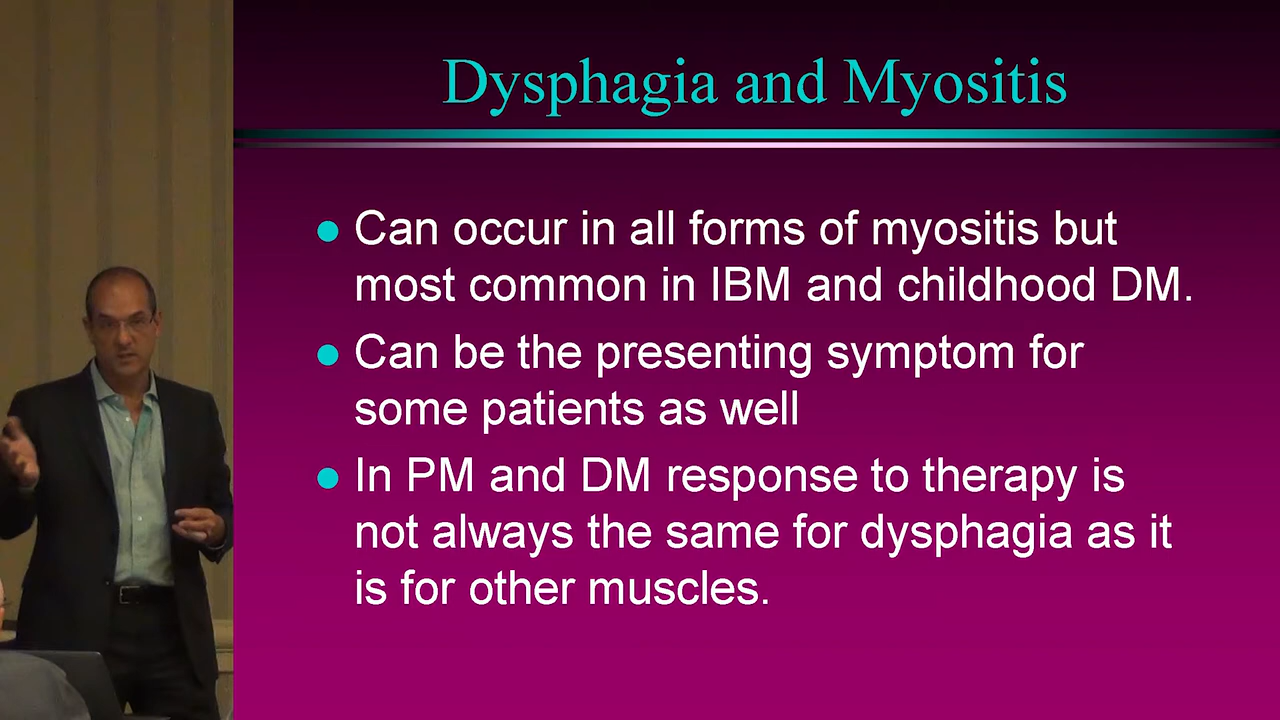 Dysphagia and Myositis
Can occur in all forms of myositis but
most common in IBM and childhood DM.
Can be the presenting symptom for
some patients as well
In PM and DM response to therapy is
not always the same for dysphagia as it
is for other muscles.